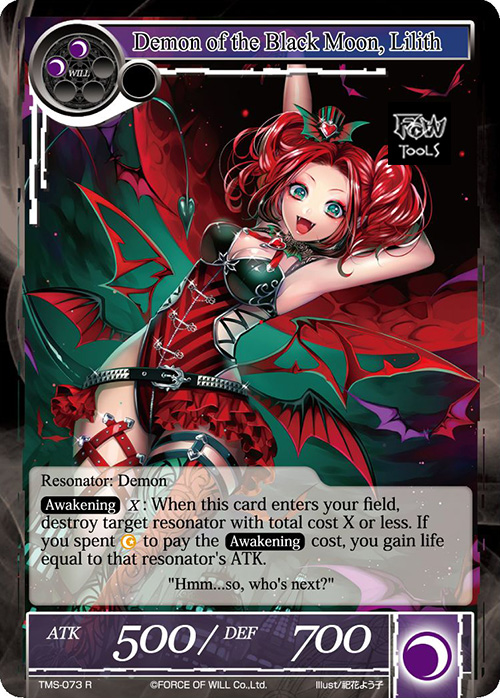 Demon of the Black Moon, Lilith
WILL
FoW
TOOLS
Resonator: Demon
Awakening X: When this card enters your field,
destroy target resonator with total cost X or less. If
you spent to pay the Awakening cost, you gain life
equal to that resonator's ATK.
"Hmm...so, who's next?"
ATK 500/ DEF 700
TMS-073 R ©FORCE OF WILL Co.,Ltd. Illust/祀花よう子